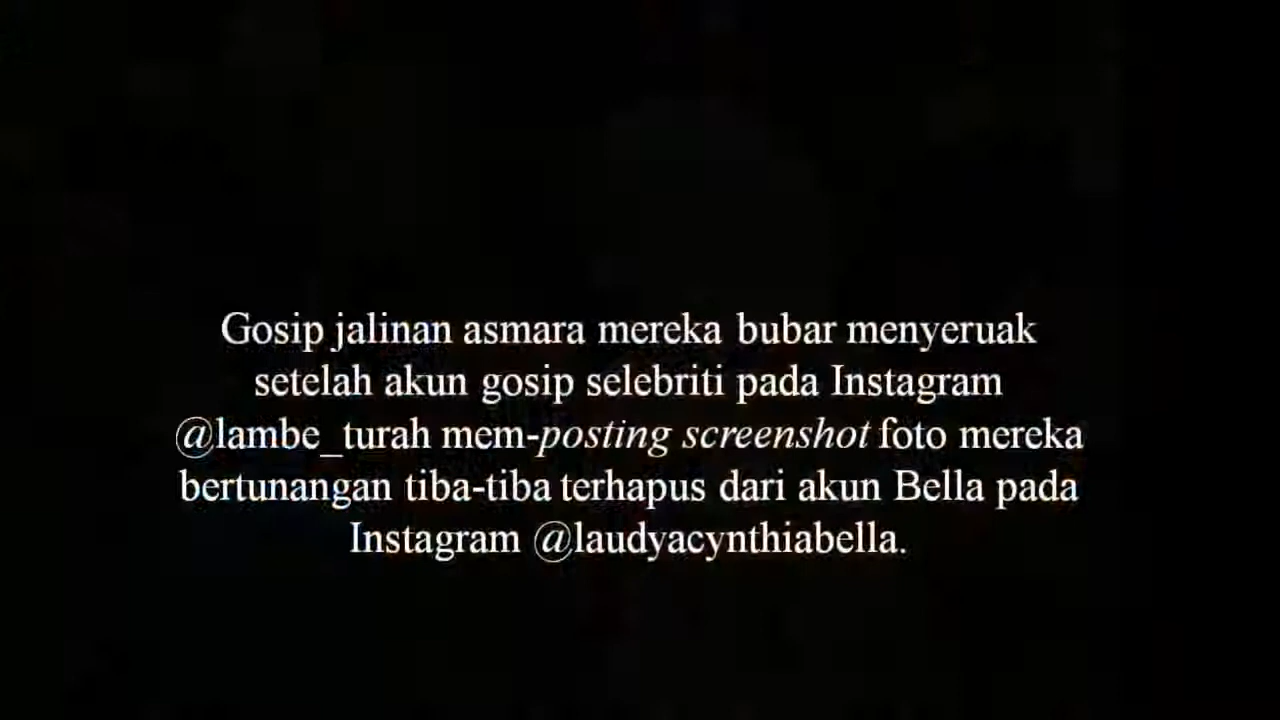 Gosip jalinan asmara mereka bubar menyeruak
setelah akun gosip selebriti pada Instagram
@lambe_turah mem-posting screenshot foto mereka
bertunangan tiba-tiba terhapus dari akun Bella pada
Instagram @laudyacynthiabella.